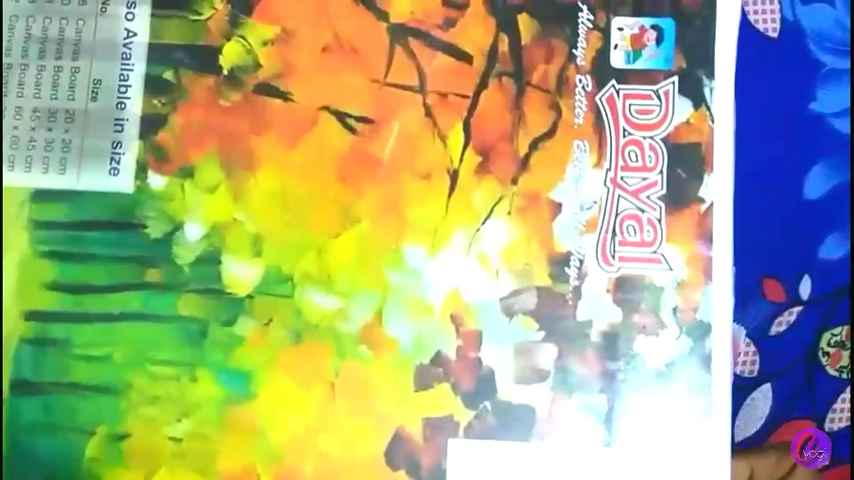 Dayal
Always Better.
so Available in size
No.
Size
Canvas Board 20 x 20 cm
Canvas Board 30 x 30 cm
Canvas Board 45 x 45 cm
Canvas Board 60 x 60 cm
yogi